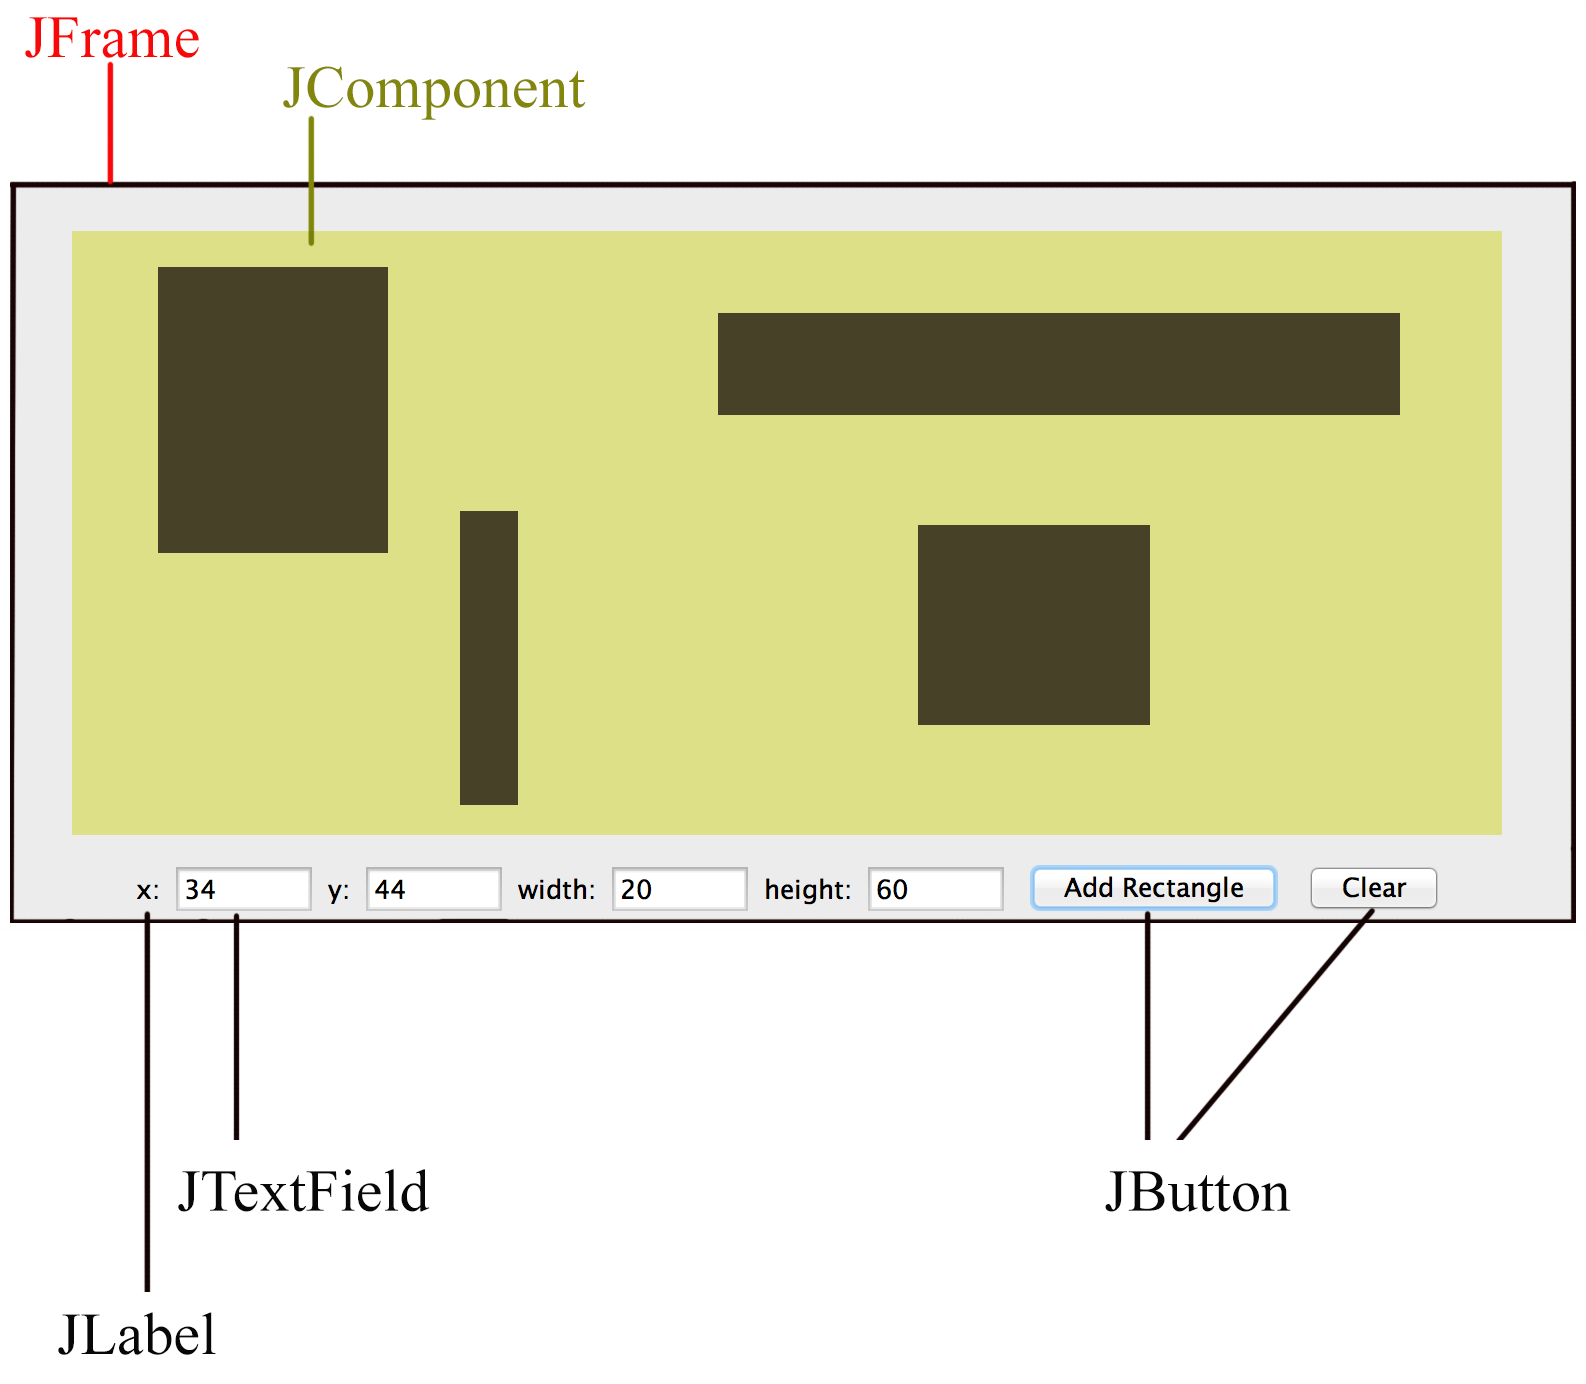 JFrame
JComponent
x: 34 y: 44 width: 20 height: 60 Add Rectangle Clear
JTextField JButton
JLabel